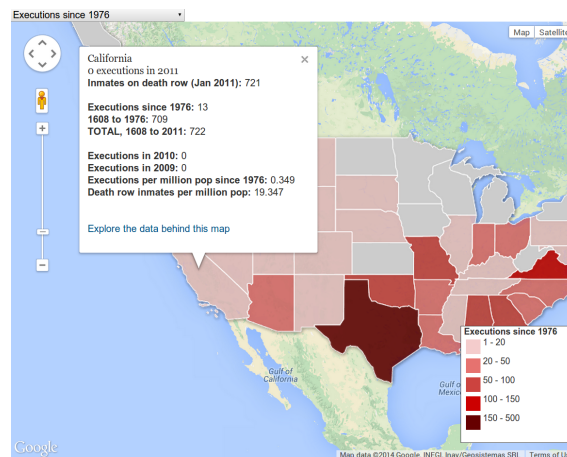 Executions since 1976
Map Satellite
California
0 executions in 2011
Inmates on death row (Jan 2011): 721
Executions since 1976: 13
1608 to 1976: 709
TOTAL, 1608 to 2011: 722
Executions in 2010: 0
Executions in 2009: 0
Executions per million pop since 1976: 0.349
Death row inmates per million pop: 19.347
Explore the data behind this map
Executions since 1976
1 - 20
20 - 50
50 - 100
100 - 150
150 - 500
Gulf of
California
Gulf o
Mexic
Google
Map data ©2014 Google, INEGI, Inav/Geosistemas SRL Terms of U